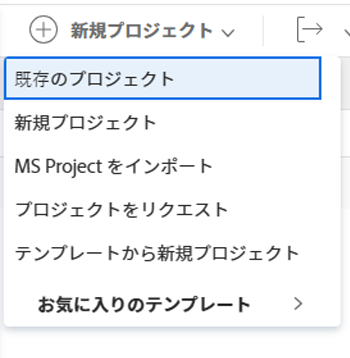 新規プロジェクト
既存のプロジェクト
新規プロジェクト
MS Project をインポート
プロジェクトをリクエスト
テンプレートから新規プロジェクト
お気に入りのテンプレート